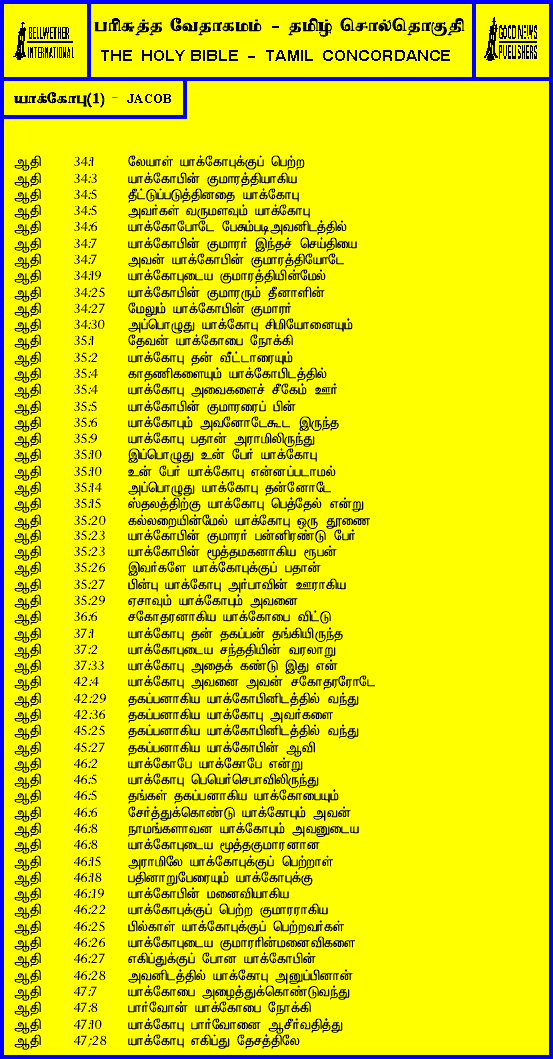 BELLWETHER
INTERNATIONAL
பரிசுத்த வேதாகமம் - தமிழ் சொல்தொகுதி
THE HOLY BIBLE - TAMIL CONCORDANCE
GOOD NEWS
PUBLISHERS
யாக்கோபு(1) - JACOB
ஆதி 34:1 லேயாள் யாக்கோபுக்குப் பெற்ற
ஆதி 34:3 யாக்கோபின் குமாரத்தியாகிய
ஆதி 34:5 தீட்டுப்படுத்தினதை யாக்கோபு
ஆதி 34:5 அவர்கள் வருமளவும் யாக்கோபு
ஆதி 34:6 யாக்கோபோடே பேசும்படிஅவனிடத்தில்
ஆதி 34:7 யாக்கோபின் குமாரர் இந்தச் செய்தியை
ஆதி 34:7 அவன் யாக்கோபின் குமாரத்தியோடே
ஆதி 34:19 யாக்கோபுடைய குமாரத்தியின்மேல்
ஆதி 34:25 யாக்கோபின் குமாரரும் தீனாளின்
ஆதி 34:27 மேலும் யாக்கோபின் குமாரர்
ஆதி 34:30 அப்பொழுது யாக்கோபு சிமியோனையும்
ஆதி 35:1 தேவன் யாக்கோபை நோக்கி
ஆதி 35:2 யாக்கோபு தன் வீட்டாரையும்
ஆதி 35:4 காதணிகளையும் யாக்கோபிடத்தில்
ஆதி 35:4 யாக்கோபு அவைகளைச் சீகேம் ஊர்
ஆதி 35:5 யாக்கோபின் குமாரரைப் பின்
ஆதி 35:6 யாக்கோபும் அவனோடேகூட இருந்த
ஆதி 35:9 யாக்கோபு பதான் அராமிலிருந்து
ஆதி 35:10 இப்பொழுது உன் பேர் யாக்கோபு
ஆதி 35:10 உன் பேர் யாக்கோபு என்னப்படாமல்
ஆதி 35:14 அப்பொழுது யாக்கோபு தன்னோடே
ஆதி 35:15 ஸ்தலத்திற்கு யாக்கோபு பெத்தேல் என்று
ஆதி 35:20 கல்லறையின்மேல் யாக்கோபு ஒரு தூணை
ஆதி 35:23 யாக்கோபின் குமாரர் பன்னிரண்டு பேர்
ஆதி 35:23 யாக்கோபின் மூத்தமகனாகிய ரூபன்
ஆதி 35:26 இவர்களே யாக்கோபுக்குப் பதான்
ஆதி 35:27 பின்பு யாக்கோபு அர்பாவின் ஊராகிய
ஆதி 35:29 ஏசாவும் யாக்கோபும் அவனை
ஆதி 36:6 சகோதரனாகிய யாக்கோபை விட்டு
ஆதி 37:1 யாக்கோபு தன் தகப்பன் தங்கியிருந்த
ஆதி 37:2 யாக்கோபுடைய சந்ததியின் வரலாறு
ஆதி 37:33 யாக்கோபு அதைக் கண்டு இது என்
ஆதி 42:4 யாக்கோபு அவனை அவன் சகோதரரோடே
ஆதி 42:29 தகப்பனாகிய யாக்கோபினிடத்தில் வந்து
ஆதி 42:36 தகப்பனாகிய யாக்கோபு அவர்களை
ஆதி 45:25 தகப்பனாகிய யாக்கோபினிடத்தில் வந்து
ஆதி 45:27 தகப்பனாகிய யாக்கோபின் ஆவி
ஆதி 46:2 யாக்கோபே யாக்கோபே என்று
ஆதி 46:5 யாக்கோபு பெயெர்செபாவிலிருந்து
ஆதி 46:5 தங்கள் தகப்பனாகிய யாக்கோபையும்
ஆதி 46:6 சேர்த்துக்கொண்டு யாக்கோபும் அவன்
ஆதி 46:8 நாமங்களாவன யாக்கோபும் அவனுடைய
ஆதி 46:8 யாக்கோபுடைய மூத்தகுமாரனான
ஆதி 46:15 அராமிலே யாக்கோபுக்குப் பெற்றாள்
ஆதி 46:18 பதினாறுபேரையும் யாக்கோபுக்கு
ஆதி 46:19 யாக்கோபின் மனைவியாகிய
ஆதி 46:22 யாக்கோபுக்குப் பெற்ற குமாரராகிய
ஆதி 46:25 பில்காள் யாக்கோபுக்குப் பெற்றவர்கள்
ஆதி 46:26 யாக்கோபுடைய குமாரரின்மனைவிகளை
ஆதி 46:27 எகிப்துக்குப் போன யாக்கோபின்
ஆதி 46:28 அவனிடத்தில் யாக்கோபு அனுப்பினான்
ஆதி 47:7 யாக்கோபை அழைத்துக்கொண்டுவந்து
ஆதி 47:8 பார்வோன் யாக்கோபை நோக்கி
ஆதி 47:10 யாக்கோபு பார்வோனை ஆசீர்வதித்து
ஆதி 47;28 யாக்கோபு எகிப்து தேசத்திலே